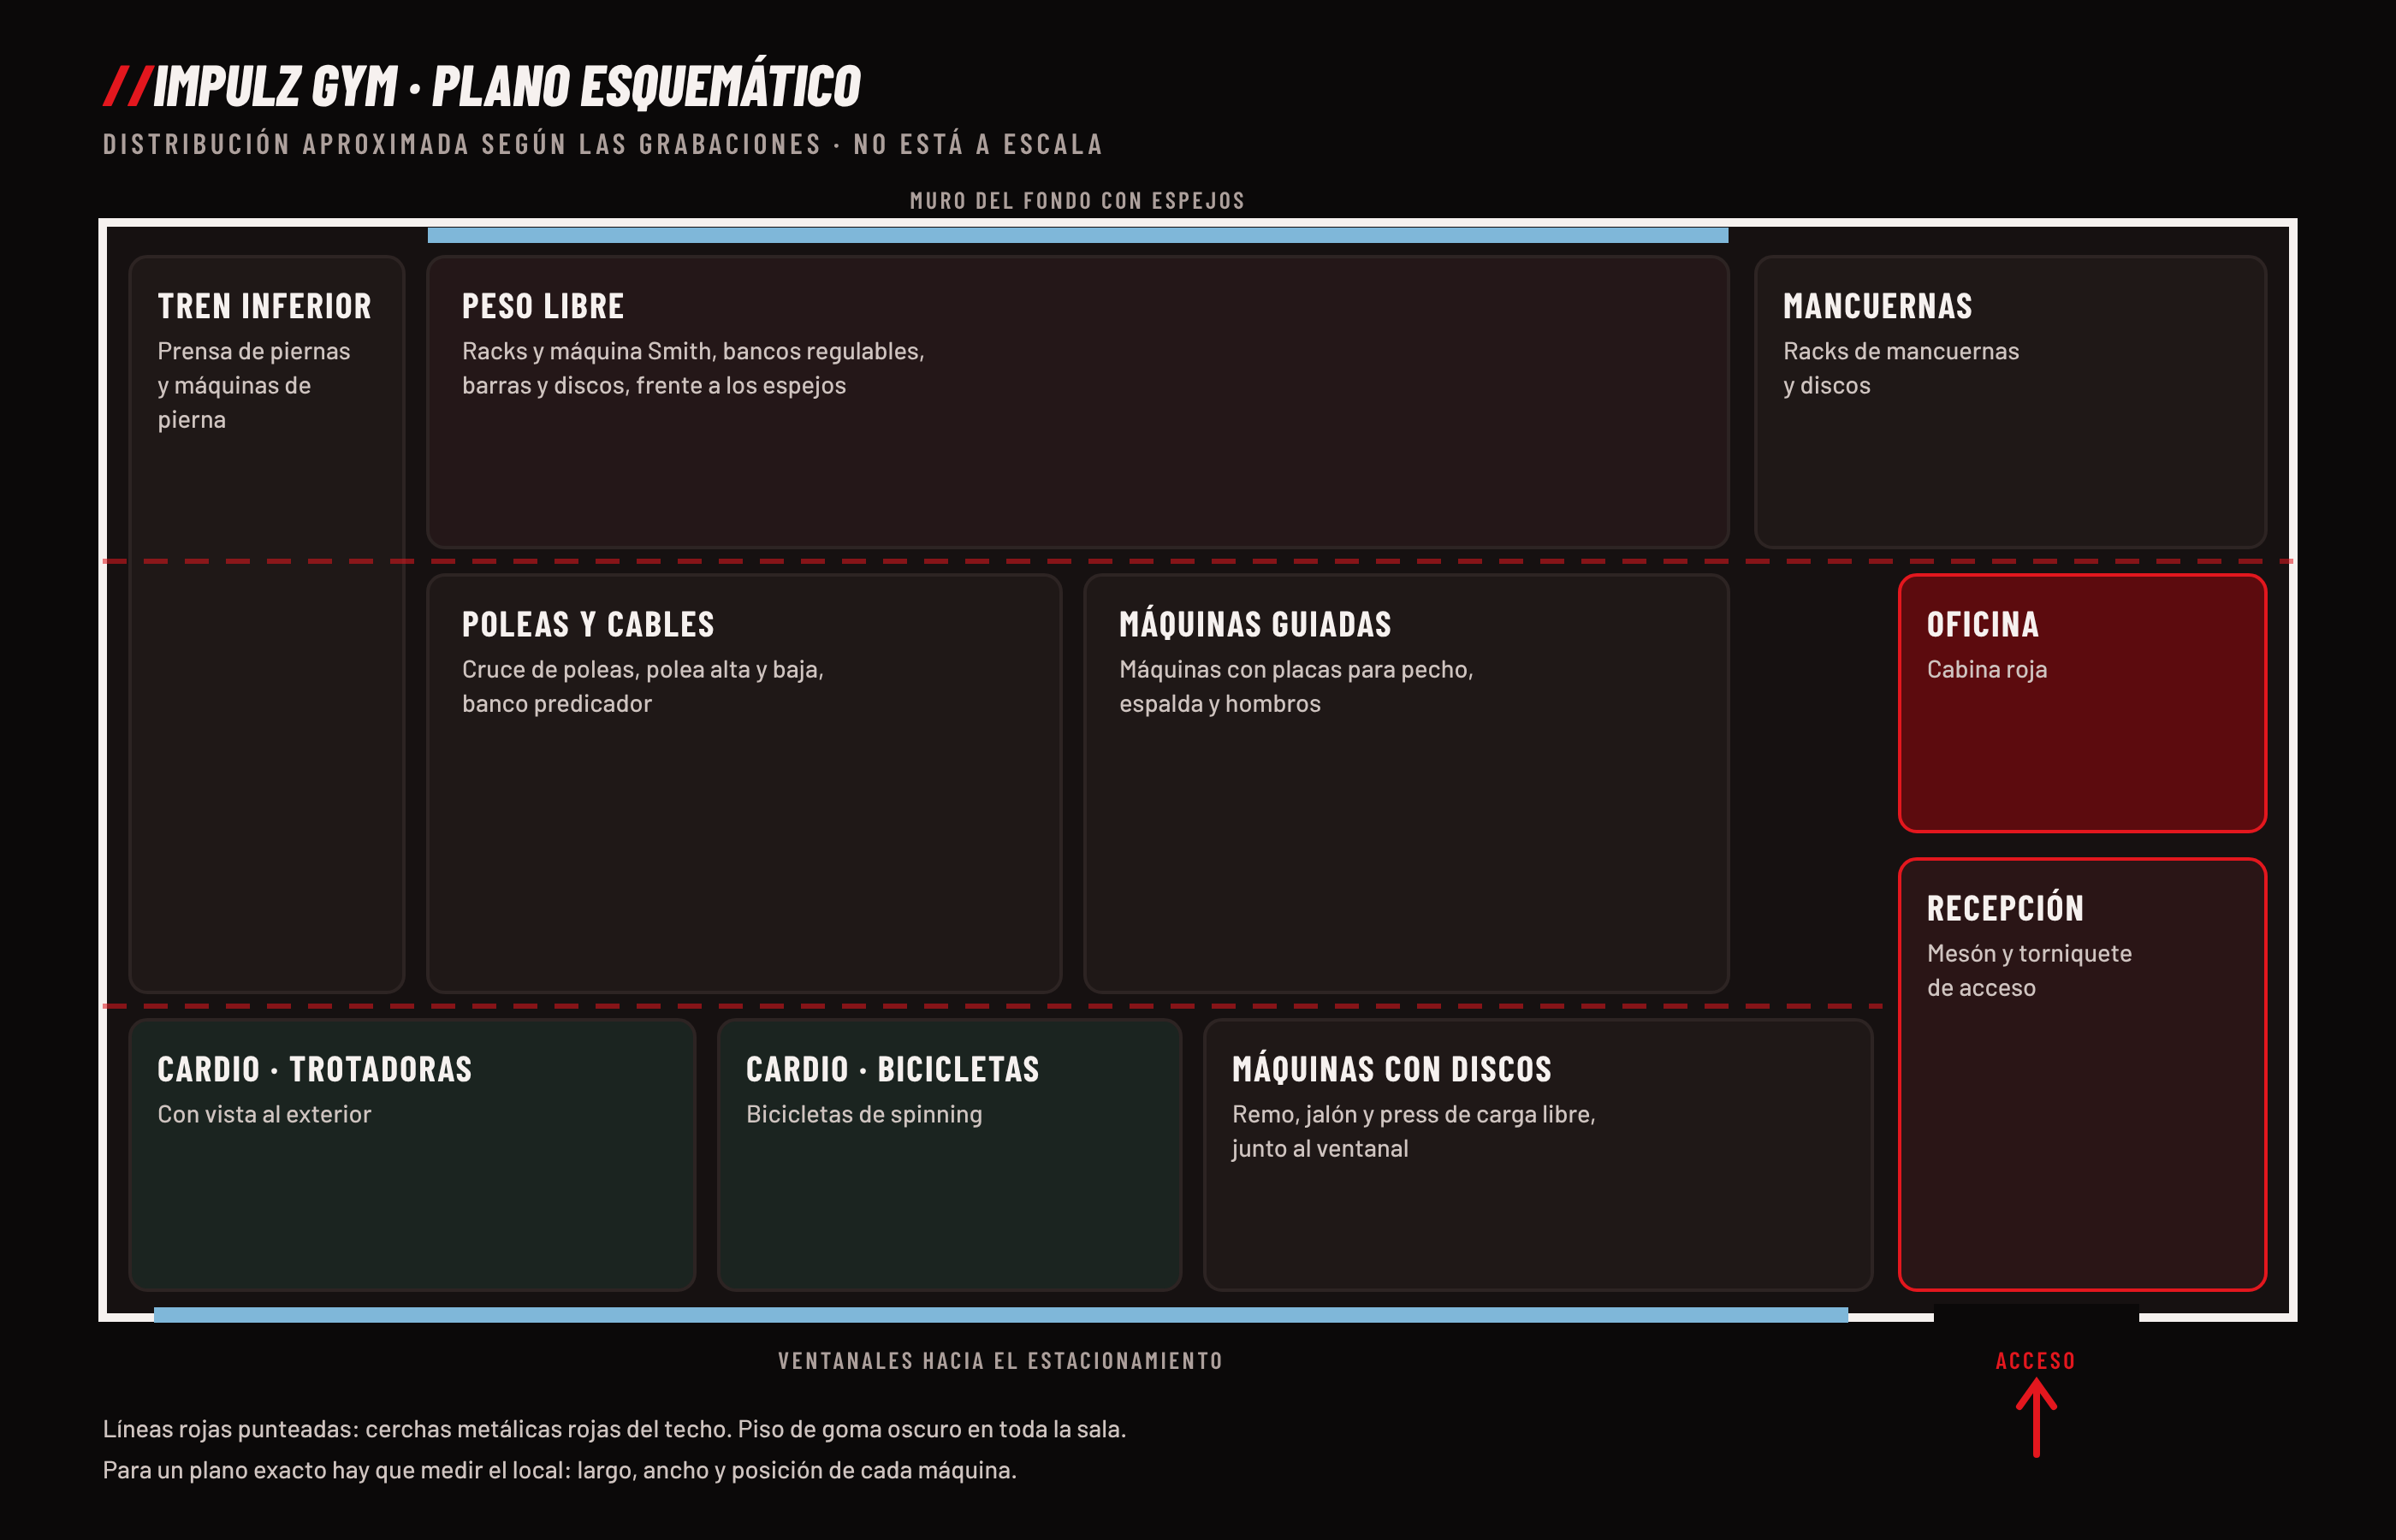 //IMPULZ GYM · PLANO ESQUEMÁTICO
DISTRIBUCIÓN APROXIMADA SEGÚN LAS GRABACIONES · NO ESTÁ A ESCALA
MURO DEL FONDO CON ESPEJOS
TREN INFERIOR
Prensa de piernas
y máquinas de
pierna
PESO LIBRE
Racks y máquina Smith, bancos regulables,
barras y discos, frente a los espejos
MANCUERNAS
Racks de mancuernas
y discos
POLEAS Y CABLES
Cruce de poleas, polea alta y baja,
banco predicador
MÁQUINAS GUIADAS
Máquinas con placas para pecho,
espalda y hombros
OFICINA
Cabina roja
RECEPCIÓN
Mesón y torniquete
de acceso
CARDIO · TROTADORAS
Con vista al exterior
CARDIO · BICICLETAS
Bicicletas de spinning
MÁQUINAS CON DISCOS
Remo, jalón y press de carga libre,
junto al ventanal
VENTANALES HACIA EL ESTACIONAMIENTO
ACCESO
Líneas rojas punteadas: cerchas metálicas rojas del techo. Piso de goma oscuro en toda la sala.
Para un plano exacto hay que medir el local: largo, ancho y posición de cada máquina.